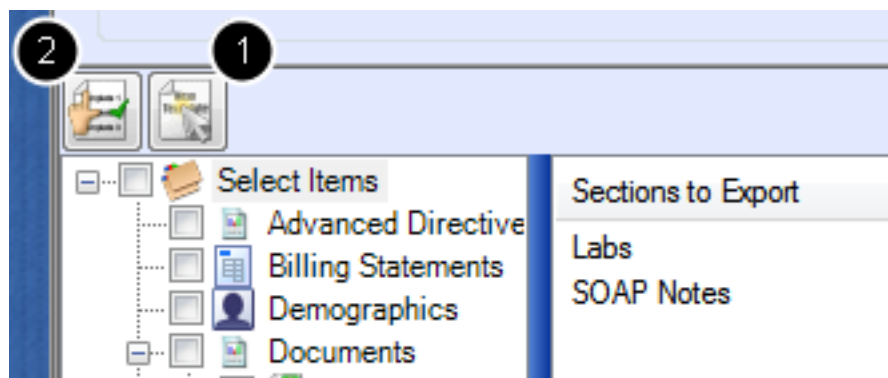 2
1
Select Items
Advanced Directive
Billing Statements
Demographics
Documents
Sections to Export
Labs
SOAP Notes